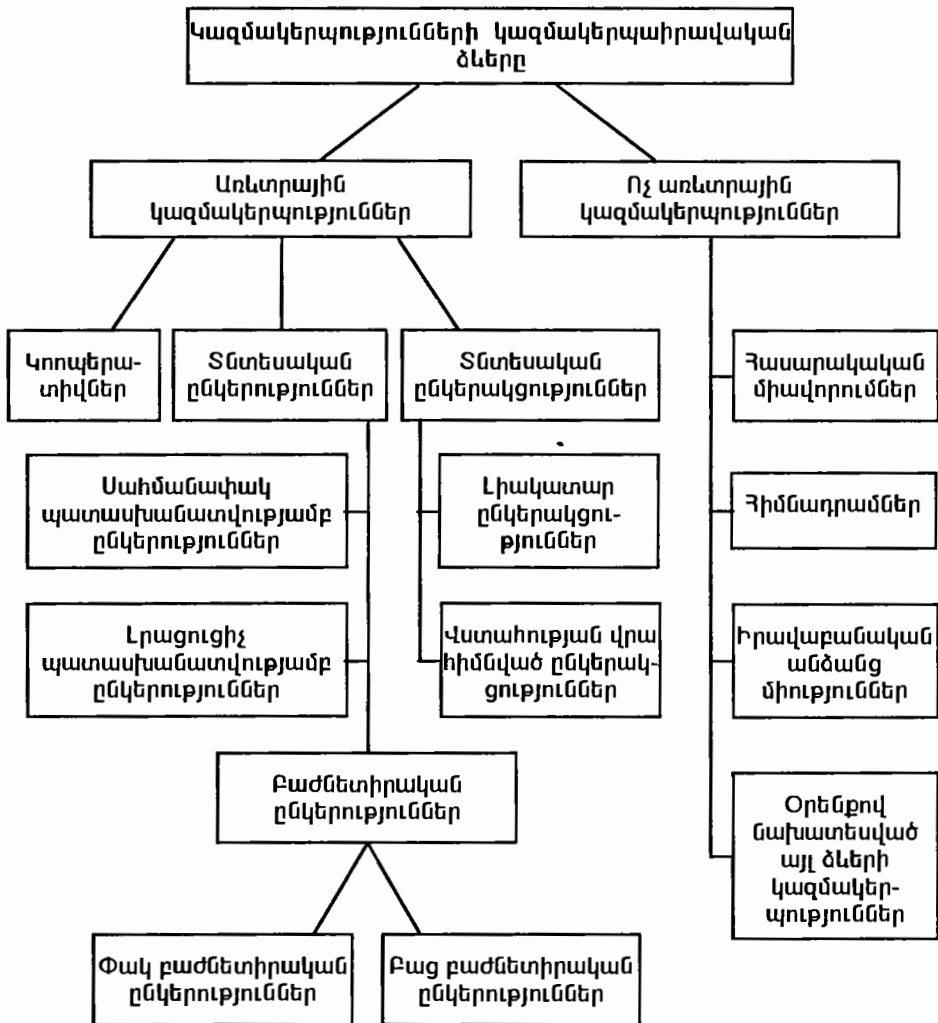 Կազմակերպությունների կազմակերպաիրավական
ձևերը
Առևտրային
կազմակերպություններ
Ոչ առևտրային
կազմակերպություններ
Կոոպերա-
տիվներ
Տնտեսական
ընկերություններ
Տնտեսական
ընկերակցություններ
Հասարակական
միավորումներ
Սահմանափակ
պատասխանատվությամբ
ընկերություններ
Լիակատար
ընկերակցու-
թյուններ
Հիմնադրամներ
Լրացուցիչ
պատասխանատվությամբ
ընկերություններ
Վստահության վրա
հիմնված ընկերակ-
ցություններ
Իրավաբանական
անձանց
միություններ
Բաժնետիրական
ընկերություններ
Օրենքով
նախատեսված
այլ ձևերի
կազմակեր-
պություններ
Փակ բաժնետիրական
ընկերություններ
Բաց բաժնետիրական
ընկերություններ